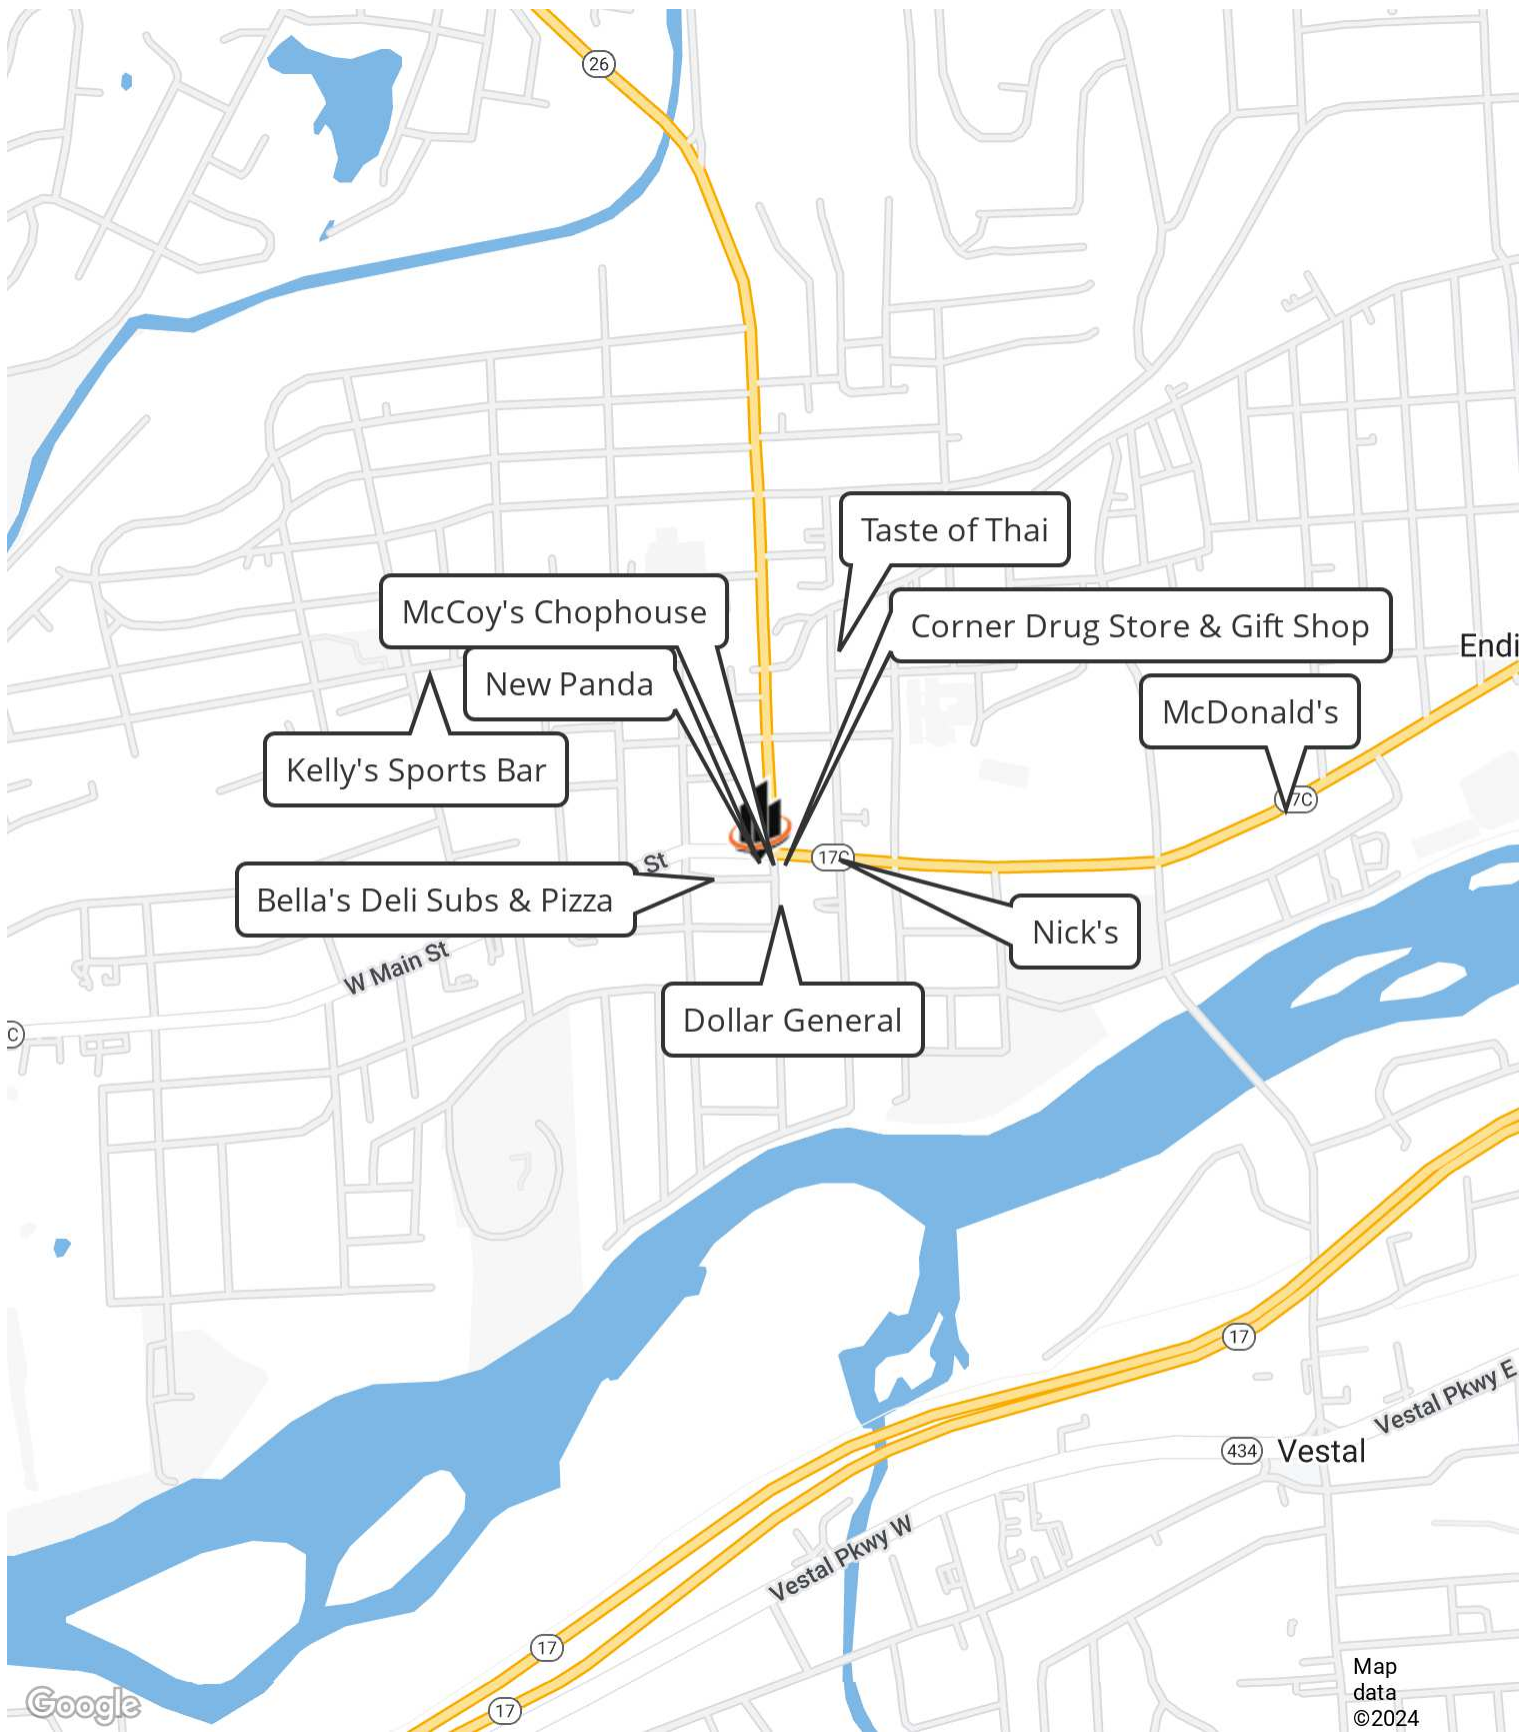 26
Taste of Thai
McCoy's Chophouse
Corner Drug Store & Gift Shop
Endi
New Panda
McDonald's
Kelly's Sports Bar
7C
17C
St
Bella's Deli Subs & Pizza
Nick's
W Main St
Dollar General
C
17
Vestal Pkwy E
434
Vestal
Vestal Pkwy W
17
17
Google
Map
data
©2024